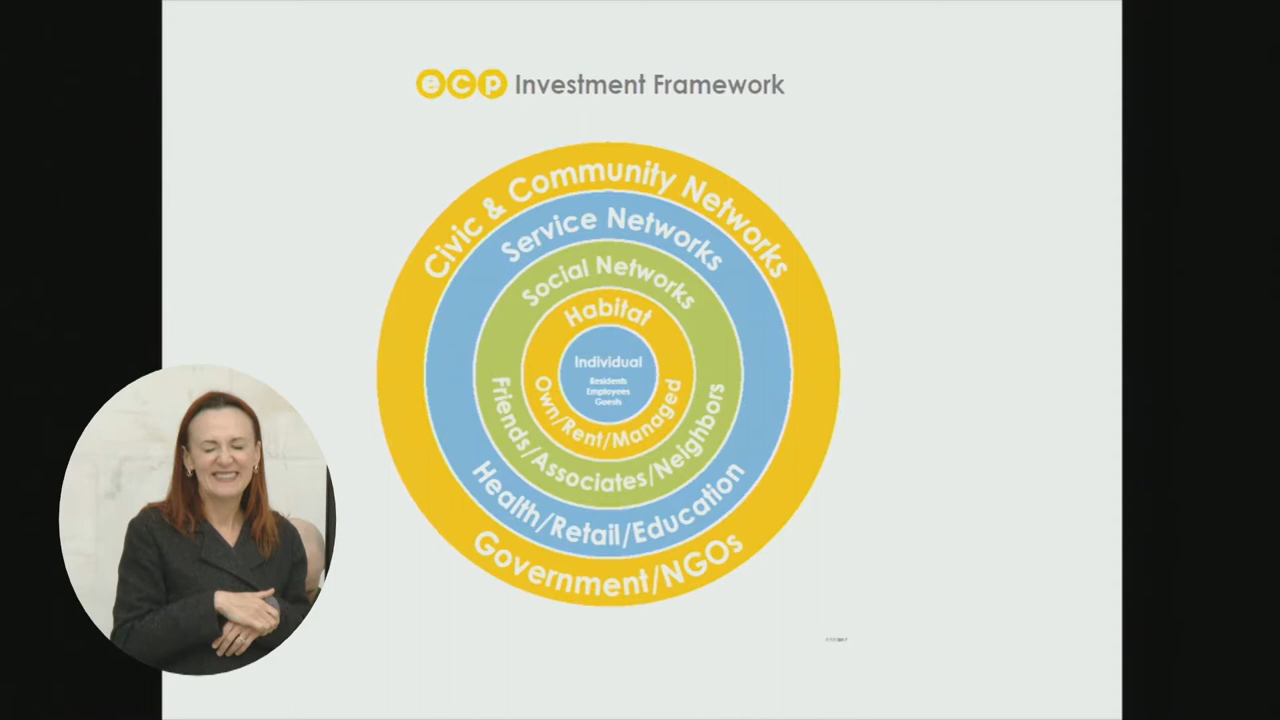 ecp Investment Framework
Civic & Community Networks
Service Networks
Social Networks
Habitat
Individual
Residents
Employees
Guests
Own/Rent/Managed
Friends/Associates/Neighbors
Health/Retail/Education
Government/NGOs